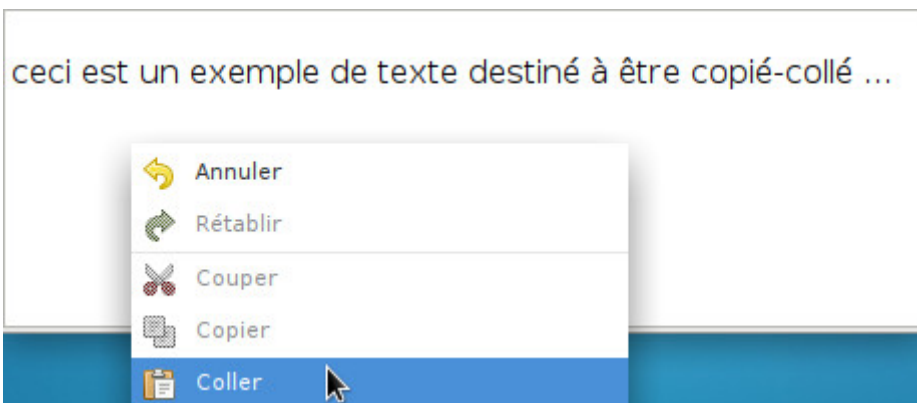 ceci est un exemple de texte destiné à être copié-collé ...
Annuler
Rétablir
Couper
Copier
Coller